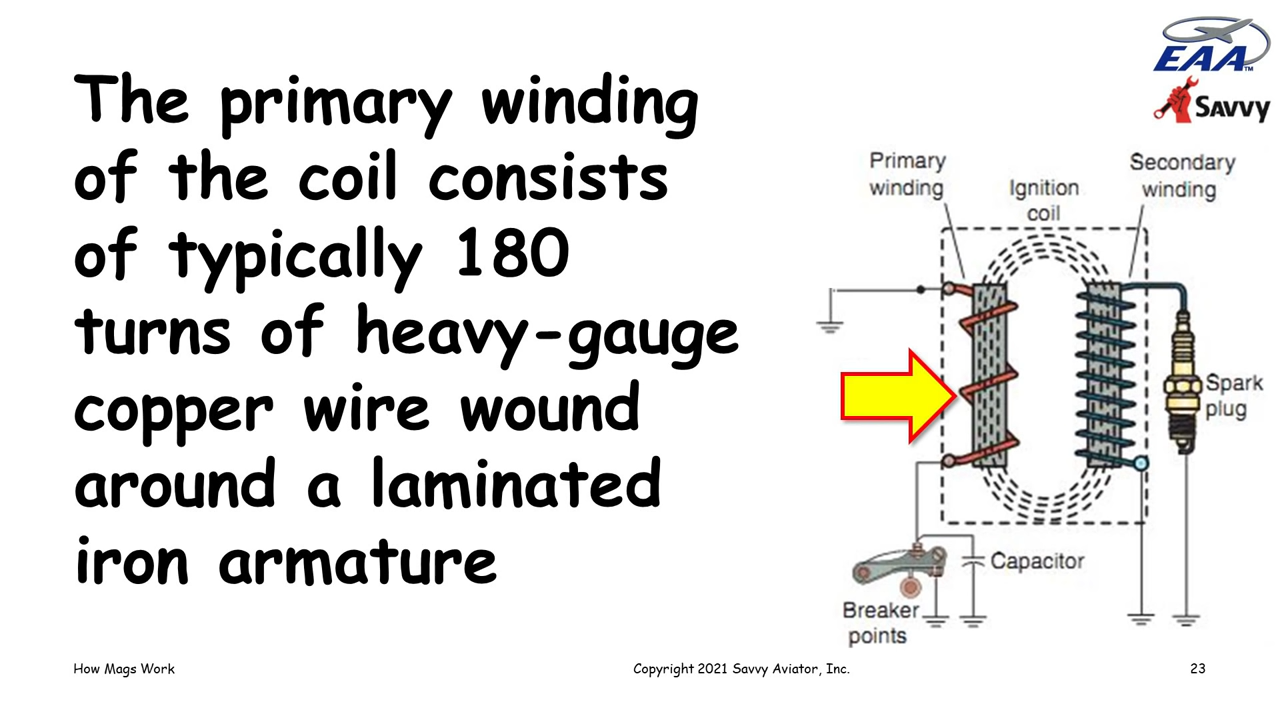 The primary winding
of the coil consists
of typically 180
turns of heavy-gauge
copper wire wound
around a laminated
iron armature
EAA™
SAVVY
Primary
winding
Ignition
coil
Secondary
winding
Spark
plug
Capacitor
Breaker
points
How Mags Work
Copyright 2021 Savvy Aviator, Inc.
23